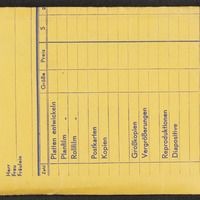 Herr
Frau
Fräulein
Zahl
Größe
Preis
S
Platten entwickeln
Planfilm „
Rollfilm „
Postkarten
Kopien
Großkopien
Vergrößerungen
Reproduktionen
Diapositive